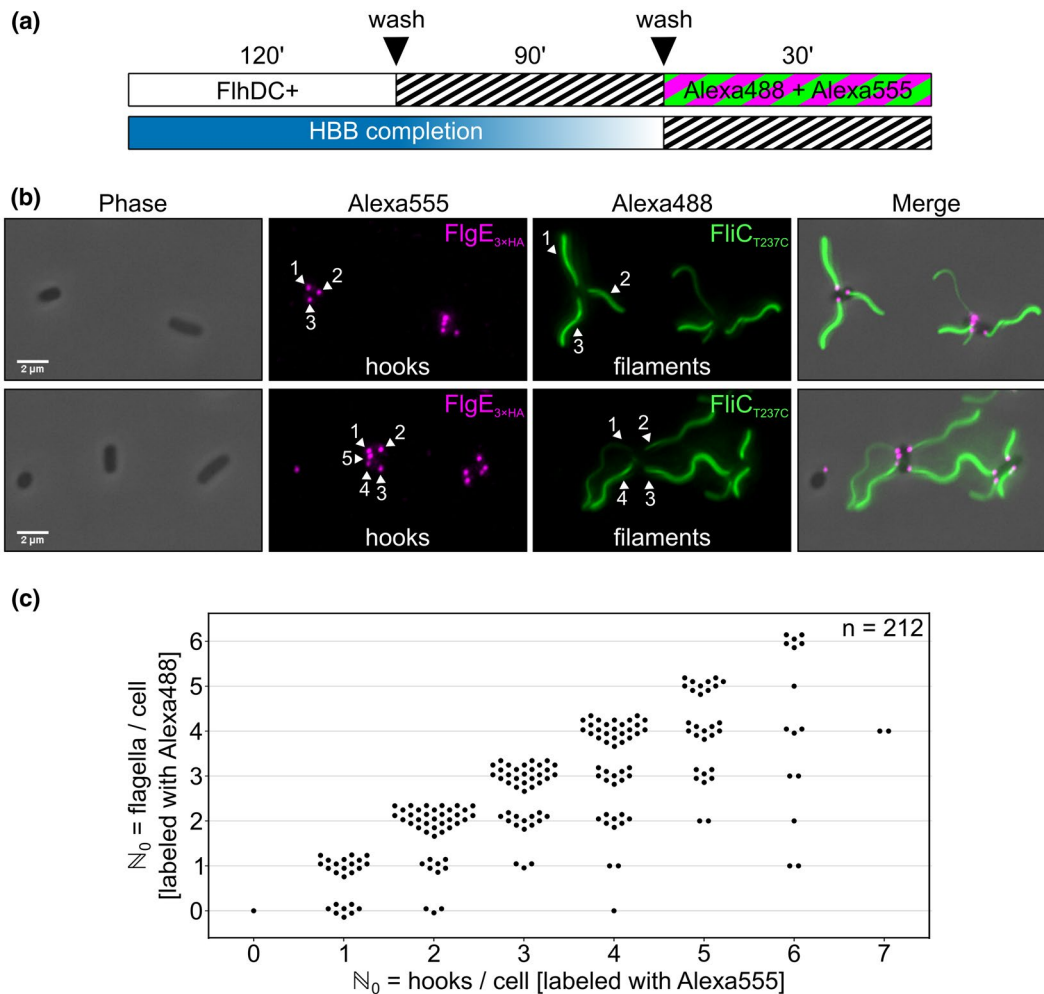 (a)
wash wash
120' 90' 30'
FlhDC+ Alexa488 + Alexa555
HBB completion
(b)
Phase Alexa555 Alexa488 Merge
FlgE3×HA FliCT237C
1 2 3 1 2 3
2 µm hooks filaments
FlgE3×HA FliCT237C
1 2 5 4 3 1 2 4 3
2 µm hooks filaments
(c)
n = 212
ℕ0 = flagella / cell
[labeled with Alexa488]
6
5
4
3
2
1
0
0 1 2 3 4 5 6 7
ℕ0 = hooks / cell [labeled with Alexa555]